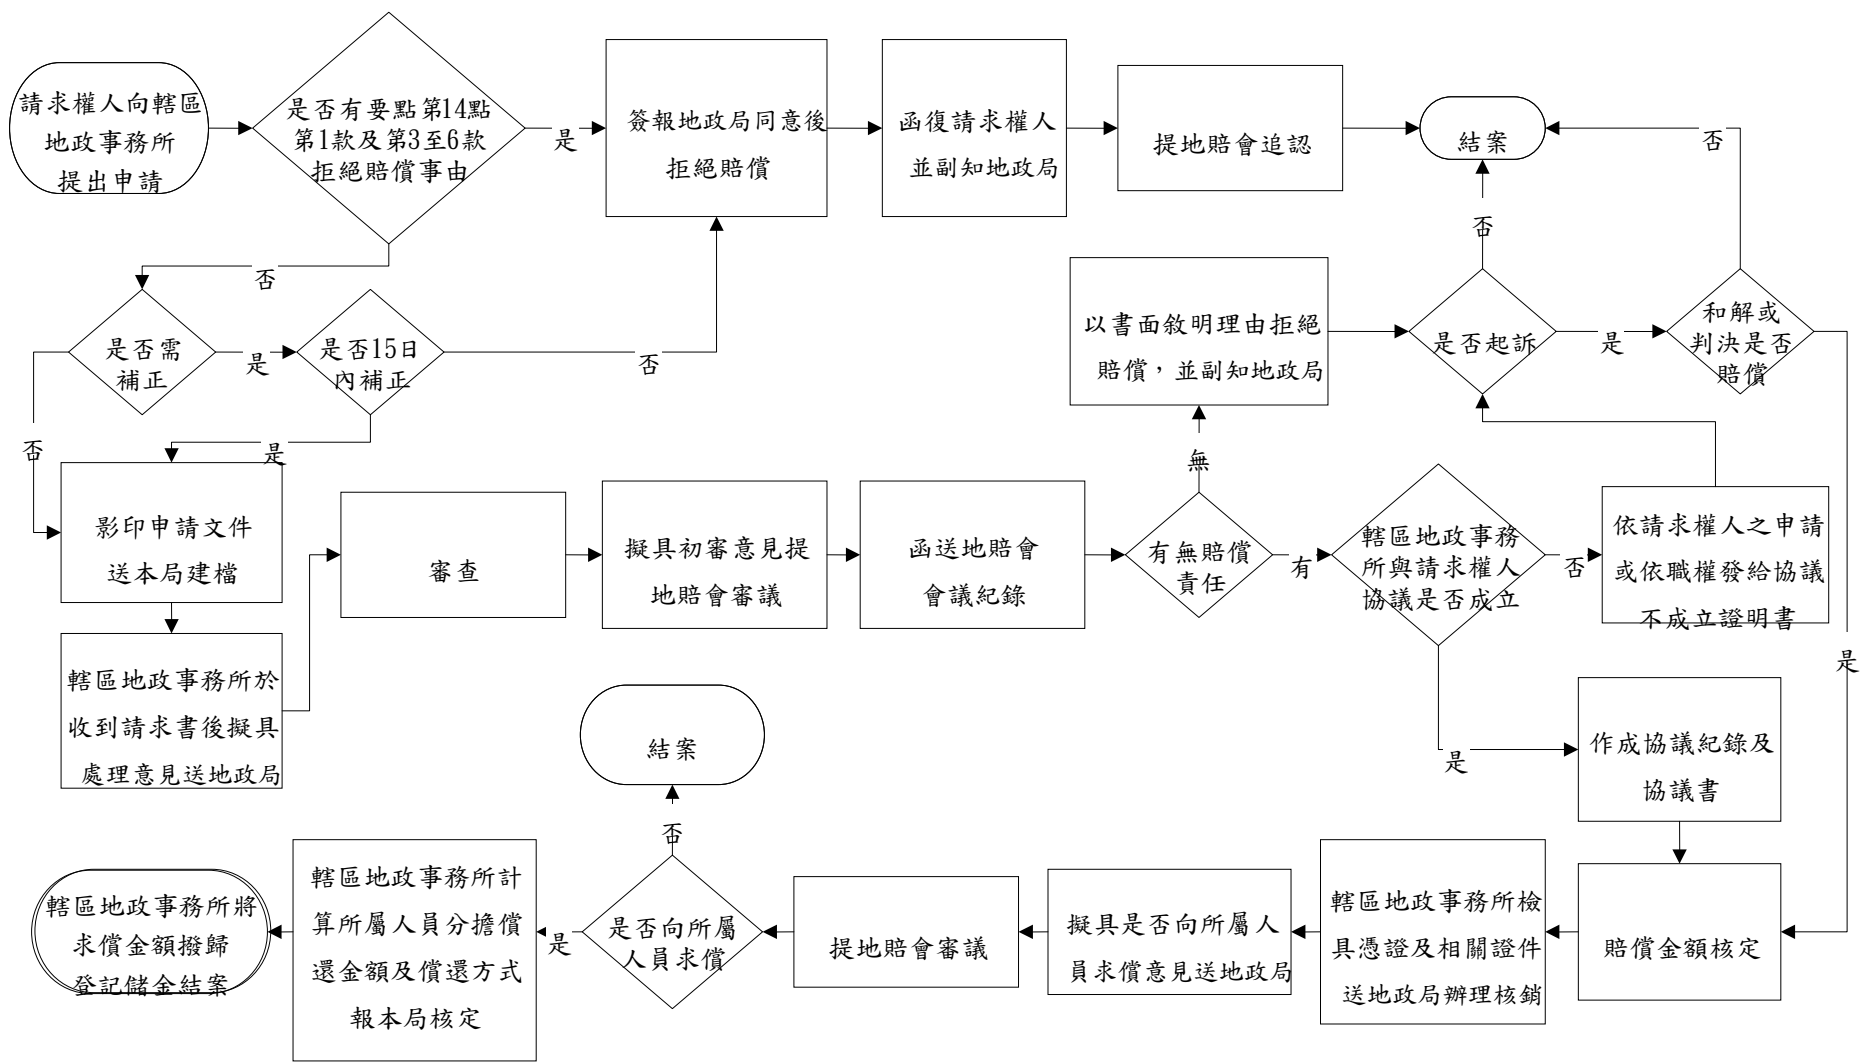 請求權人向轄區
地政事務所
提出申請
是否有要點第14點
第1款及第3至6款
拒絕賠償事由
是
簽報地政局同意後
拒絕賠償
函復請求權人
並副知地政局
提地賠會追認
結案
否
否
否
是否需
補正
是
是否15日
內補正
否
以書面敘明理由拒絕
賠償，並副知地政局
是否起訴
是
和解或
判決是否
賠償
否
是
無
影印申請文件
送本局建檔
審查
擬具初審意見提
地賠會審議
函送地賠會
會議紀錄
有無賠償
責任
有
轄區地政事務
所與請求權人
協議是否成立
否
依請求權人之申請
或依職權發給協議
不成立證明書
是
轄區地政事務所於
收到請求書後擬具
處理意見送地政局
結案
是
作成協議紀錄及
協議書
否
轄區地政事務所將
求償金額撥歸
登記儲金結案
轄區地政事務所計
算所屬人員分擔償
還金額及償還方式
報本局核定
是
是否向所屬
人員求償
提地賠會審議
擬具是否向所屬人
員求償意見送地政局
轄區地政事務所檢
具憑證及相關證件
送地政局辦理核銷
賠償金額核定